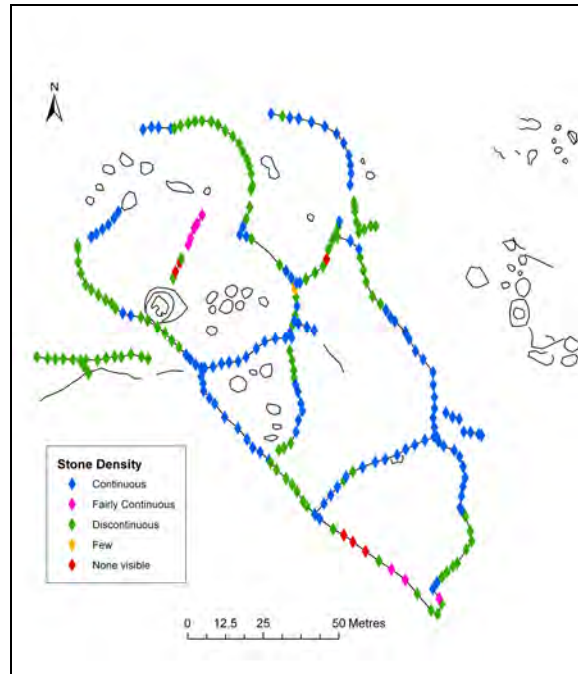 N
Stone Density
Continuous
Fairly Continuous
Discontinuous
Few
None visible
0 12.5 25 50 Metres